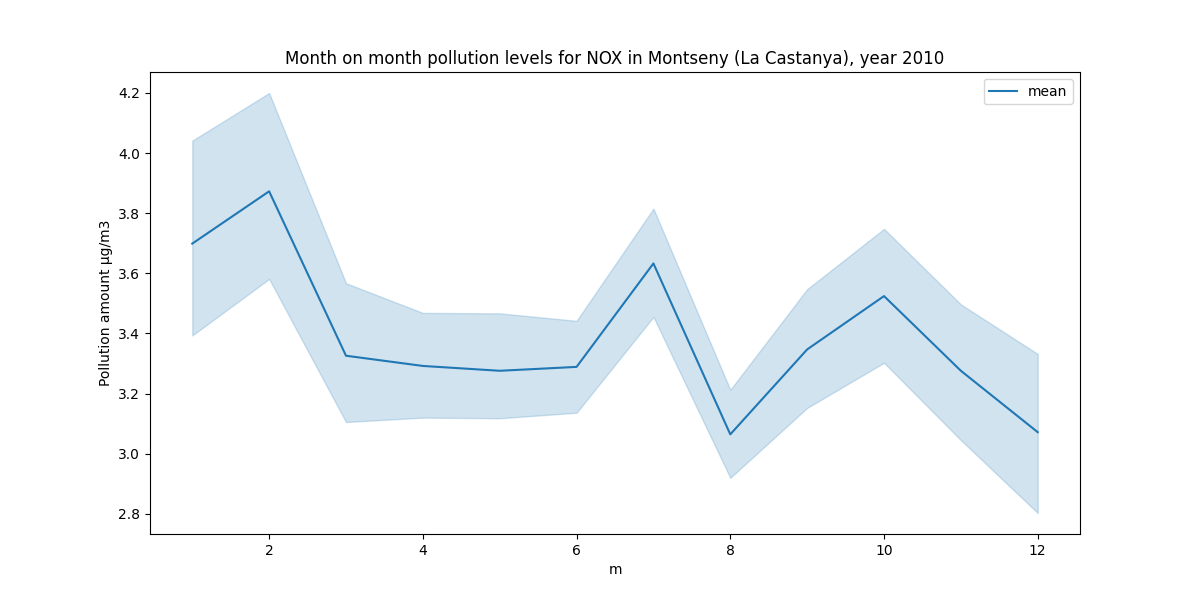 Month on month pollution levels for NOX in Montseny (La Castanya), year 2010
mean
Pollution amount µg/m3
4.2
4.0
3.8
3.6
3.4
3.2
3.0
2.8
2 4 6 8 10 12
m